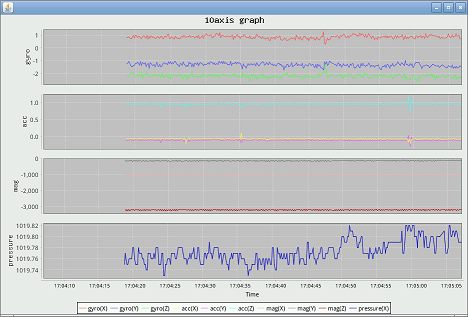 10axis graph
gyro
1
0
-1
-2
acc
1.0
0.5
0.0
mag
0
-1,000
-2,000
-3,000
pressure
1019.82
1019.80
1019.78
1019.76
1019.74
17:04:10 17:04:15 17:04:20 17:04:25 17:04:30 17:04:35 17:04:40 17:04:45 17:04:50 17:04:55 17:05:00 17:05:05
Time
gyro(X) gyro(Y) gyro(Z) acc(X) acc(Y) acc(Z) mag(X) mag(Y) mag(Z) pressure(X)